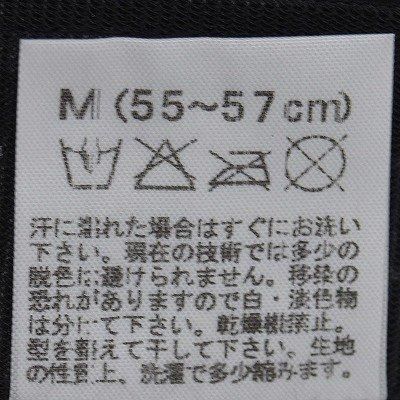 M (55～57cm)
汗に濡れた場合はすぐにお洗い
下さい。現在の技術では多少の
脱色は避けられません。移染の
恐れがありますので白・淡色物
は分けて下さい。乾燥機禁止。
型を整えて干して下さい。生地
の性質上、洗濯で多少縮みます。